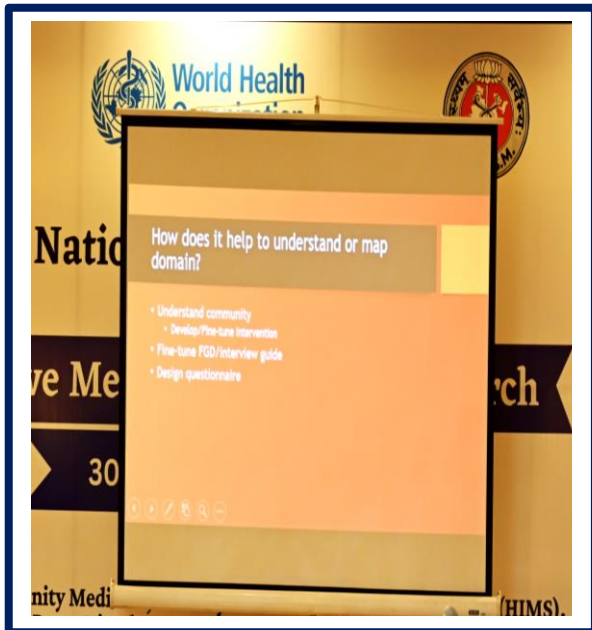 World Health
Organization
Natio
How does it help to understand or map
domain?
• Understand community
• Develop/Fine-tune intervention
• Fine-tune FGD/interview guide
• Design questionnaire
ve Me
rch
30
nity Medi
(HIMS),